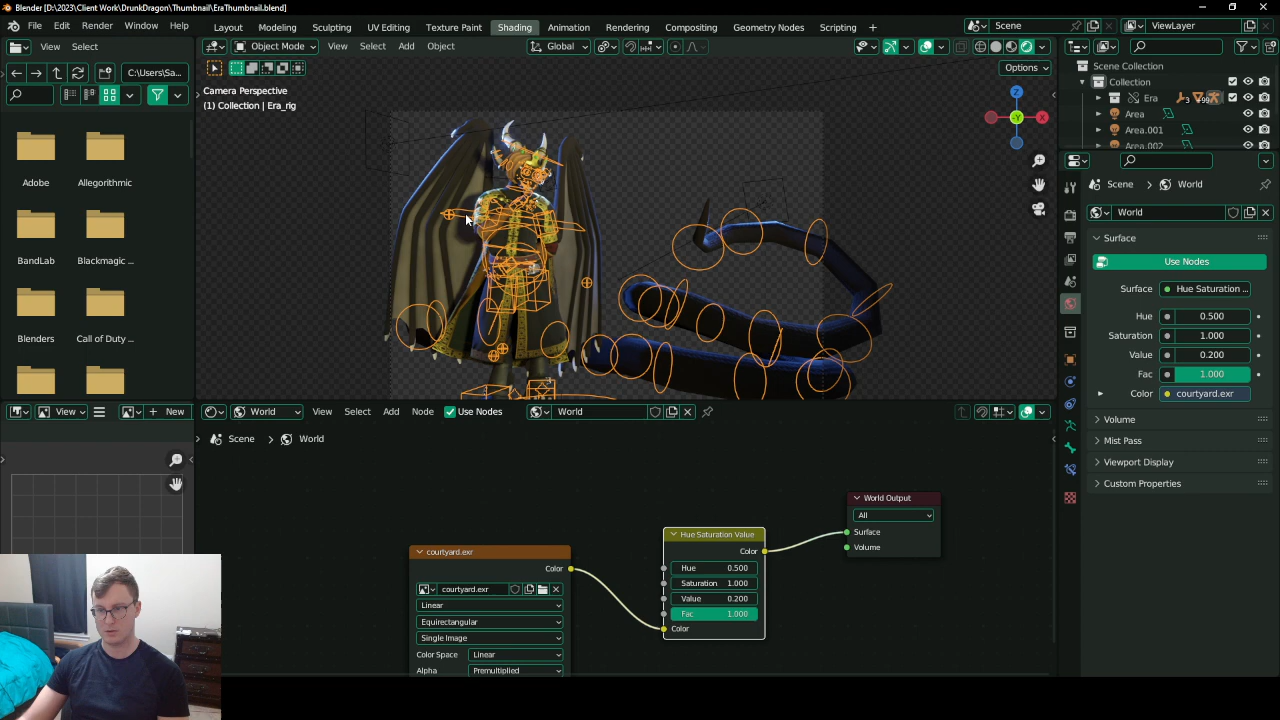 Blender [D:\2023\Client Work\DrunkDragon\Thumbnail\EraThumbnail.blend]
File Edit Render Window Help Layout Modeling Sculpting UV Editing Texture Paint Shading Animation Rendering Compositing Geometry Nodes Scripting + Scene ViewLayer
View Select Object Mode View Select Add Object Global
C:\Users\Sa... Options
Camera Perspective
(1) Collection | Era_rig
Adobe Allegorithmic
BandLab Blackmagic ...
Blenders Call of Duty ...
Z
-Y
X
Scene Collection
Collection
Era
Area
Area.001
Area.002
Scene > World
World
Surface
Use Nodes
Surface Hue Saturation ...
Hue 0.500
Saturation 1.000
Value 0.200
Fac 1.000
Color courtyard.exr
Volume
Mist Pass
Viewport Display
Custom Properties
View + New World View Select Add Node Use Nodes World
Scene > World
courtyard.exr
Color
courtyard.exr
Linear
Equirectangular
Single Image
Color Space Linear
Alpha Premultiplied
Hue Saturation Value
Color
Hue 0.500
Saturation 1.000
Value 0.200
Fac 1.000
Color
World Output
All
Surface
Volume